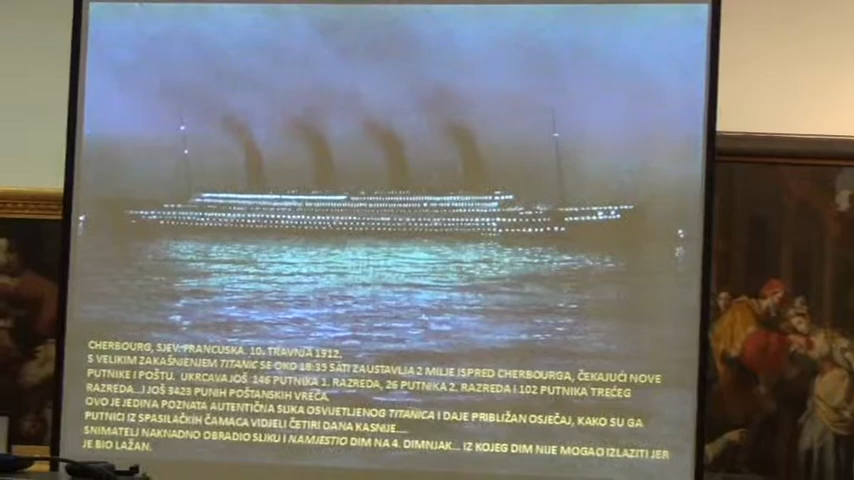 CHERBOURG, SJEV. FRANCUSKA. 10. TRAVNJA 1912.
S VELIKIM ZAKAŠNJENJEM TITANIC SE OKO 18:35 SATI ZAUSTAVLJA 2 MILJE ISPRED CHERBOURGA, ČEKAJUĆI NOVE
PUTNIKE I POŠTU. UKRCAVA JOŠ 146 PUTNIKA 1. RAZREDA, 26 PUTNIKA 2. RAZREDA I 102 PUTNIKA TREĆEG
RAZREDA...I JOŠ 3423 PUNIH POŠTANSKIH VREĆA.
OVO JE JEDINA POZNATA AUTENTIČNA SLIKA OSVIJETLJENOG TITANICA I DAJE PRIBLIŽAN OSJEĆAJ, KAKO SU GA
PUTNICI IZ SPASILAČKIH ČAMACA VIDJELI ČETIRI DANA KASNIJE....
SNIMATELJ NAKNADNO OBRADIO SLIKU I NAMJESTIO DIM NA 4. DIMNJAK... IZ KOJEG DIM NIJE MOGAO IZLAZITI JER
JE BIO LAŽAN.